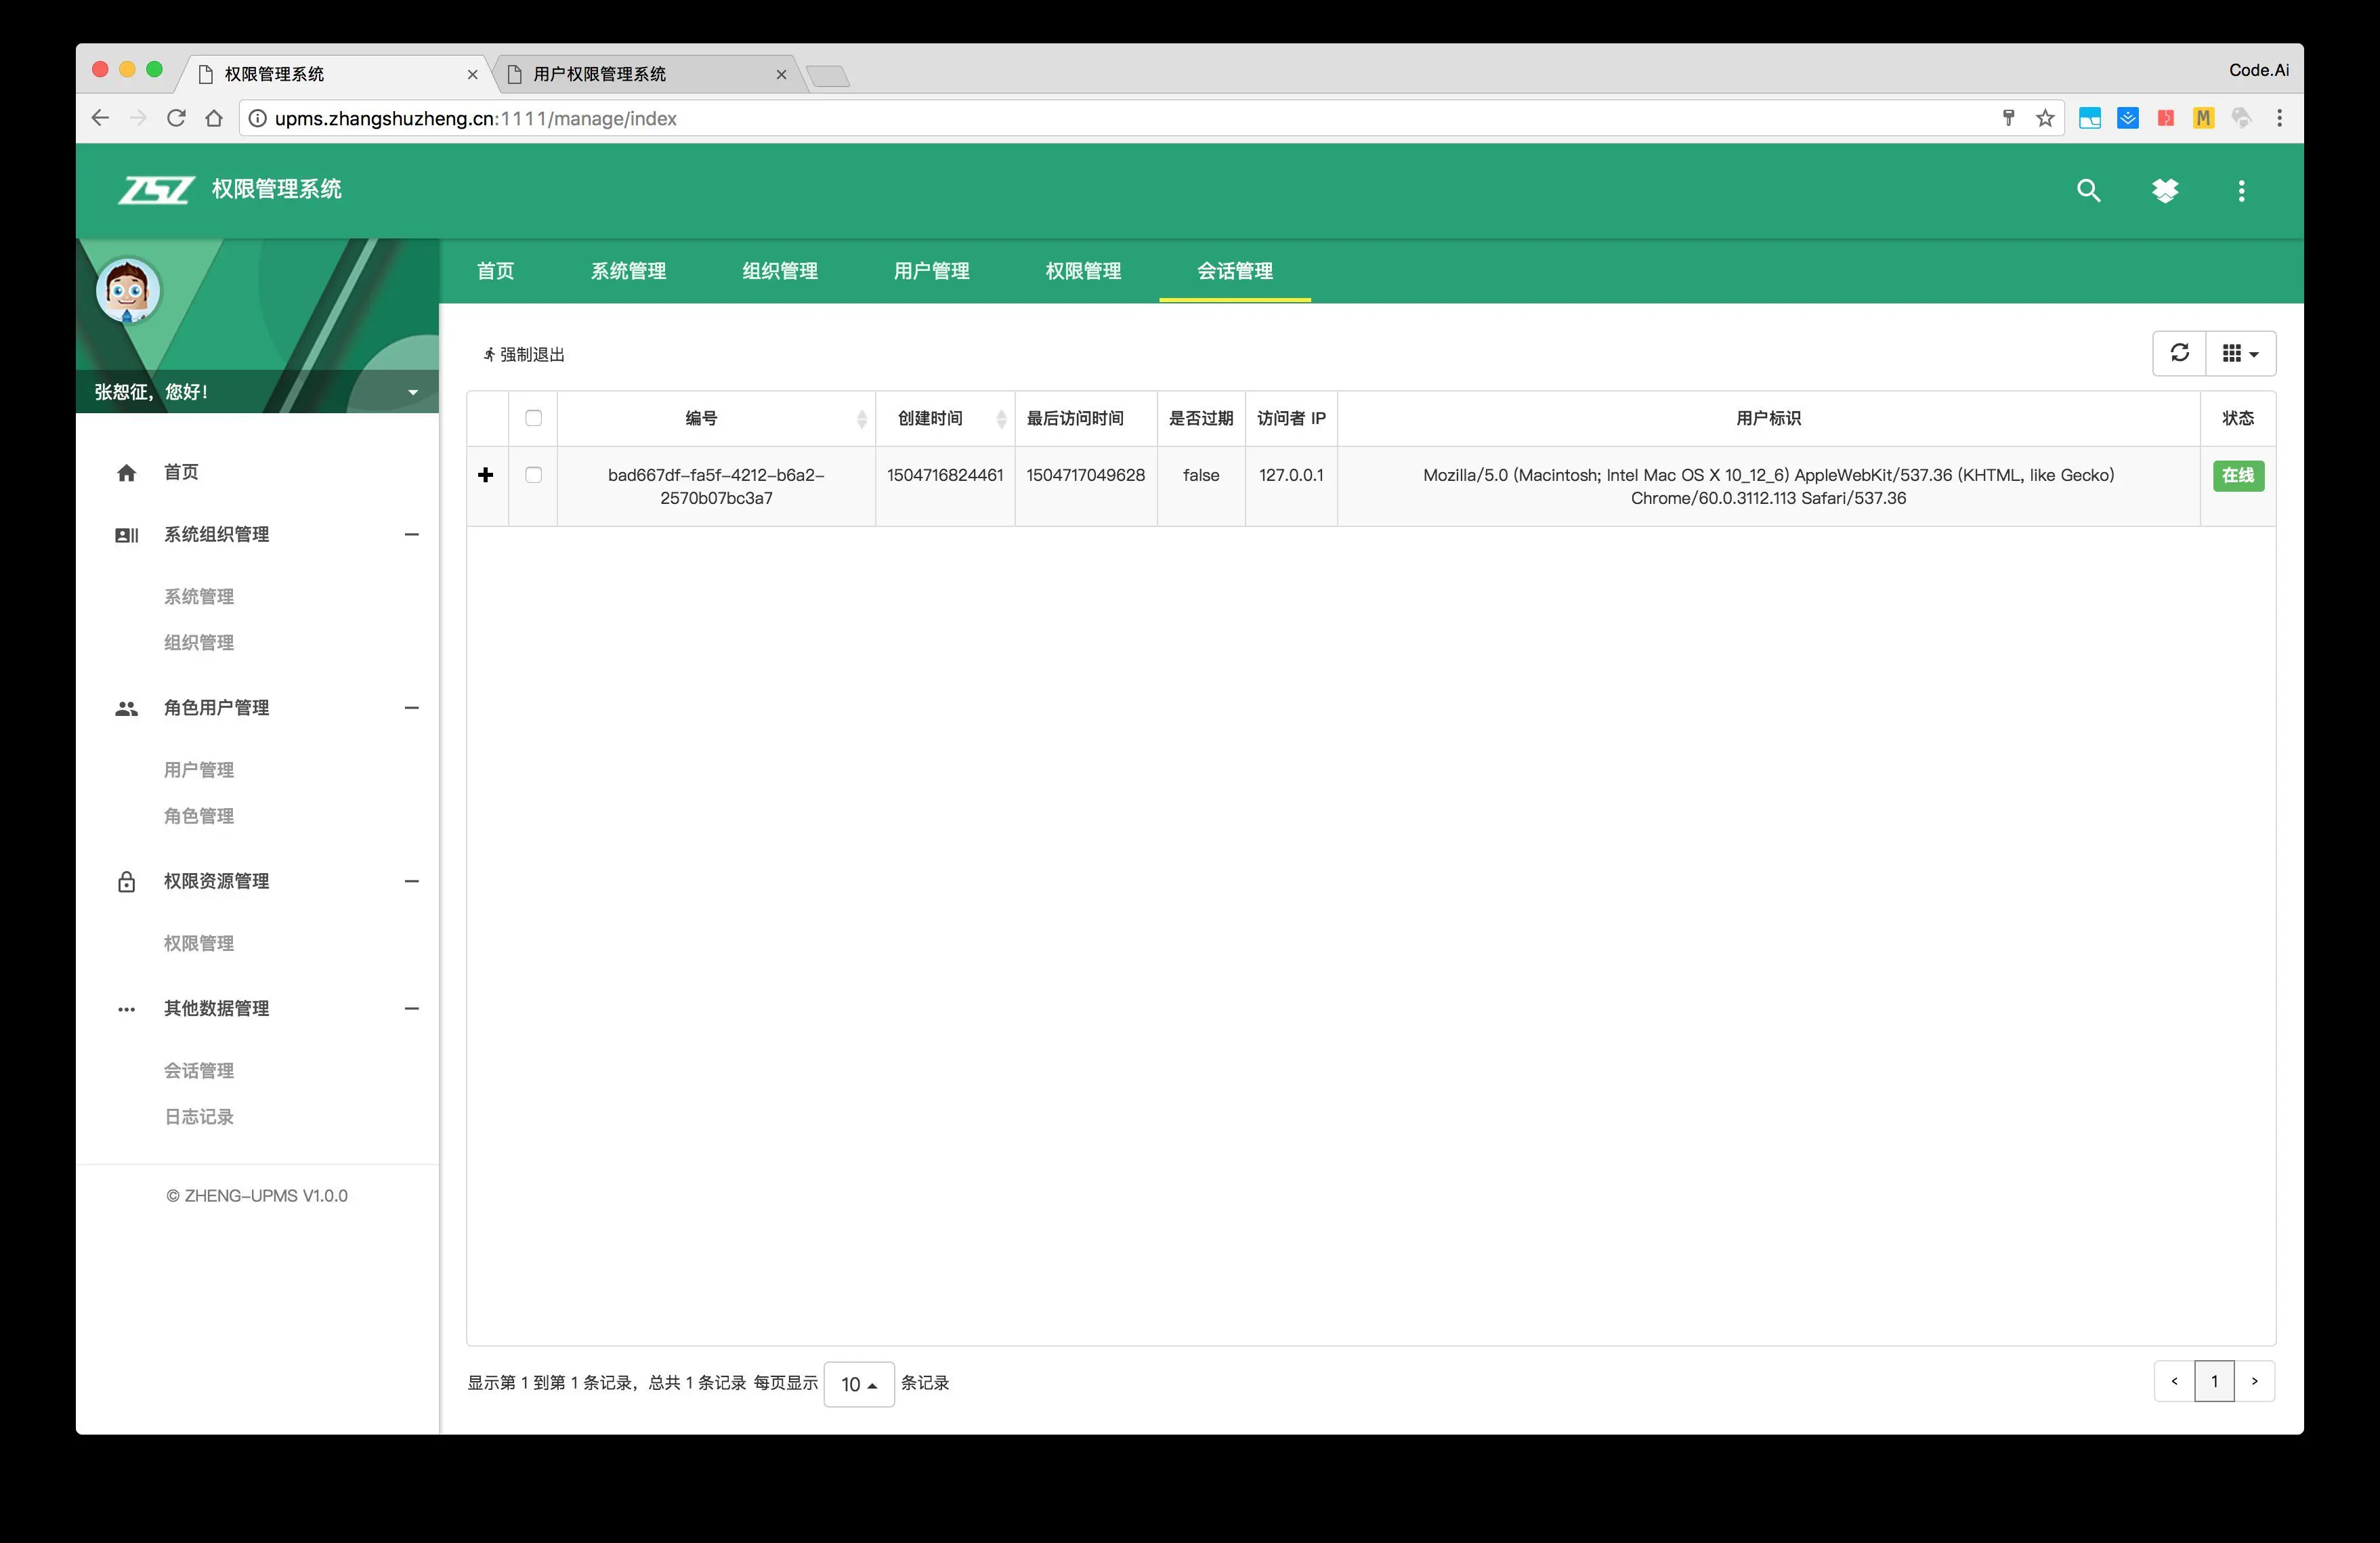 权限管理系统
用户权限管理系统
Code.Ai
upms.zhangshuzheng.cn:1111/manage/index
ZSZ 权限管理系统
首页 系统管理 组织管理 用户管理 权限管理 会话管理
张恕征，您好！
强制退出
编号 创建时间 最后访问时间 是否过期 访问者 IP 用户标识 状态
bad667df-fa5f-4212-b6a2-
2570b07bc3a7
1504716824461 1504717049628 false 127.0.0.1
Mozilla/5.0 (Macintosh; Intel Mac OS X 10_12_6) AppleWebKit/537.36 (KHTML, like Gecko)
Chrome/60.0.3112.113 Safari/537.36
在线
首页
系统组织管理
系统管理
组织管理
角色用户管理
用户管理
角色管理
权限资源管理
权限管理
其他数据管理
会话管理
日志记录
© ZHENG-UPMS V1.0.0
显示第 1 到第 1 条记录，总共 1 条记录 每页显示 10 条记录
‹ 1 ›
M